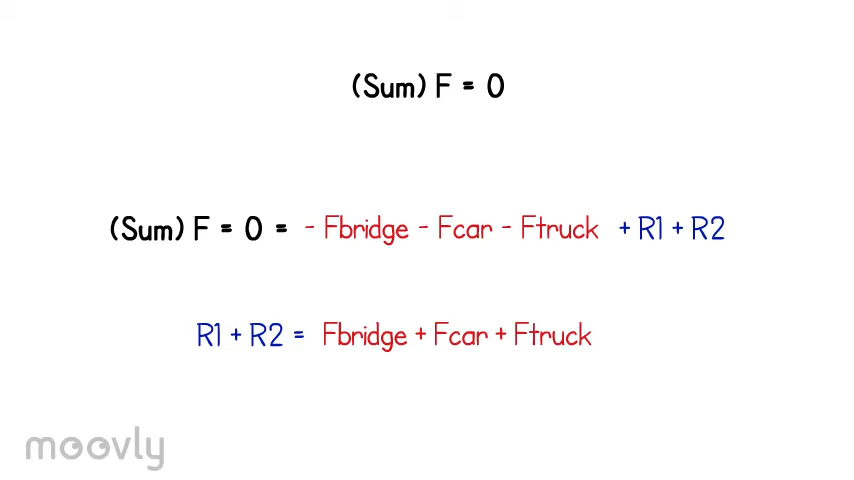 (Sum) F = 0
(Sum) F = 0 = - Fbridge - Fcar - Ftruck + R1 + R2
R1 + R2 = Fbridge + Fcar + Ftruck
moovly